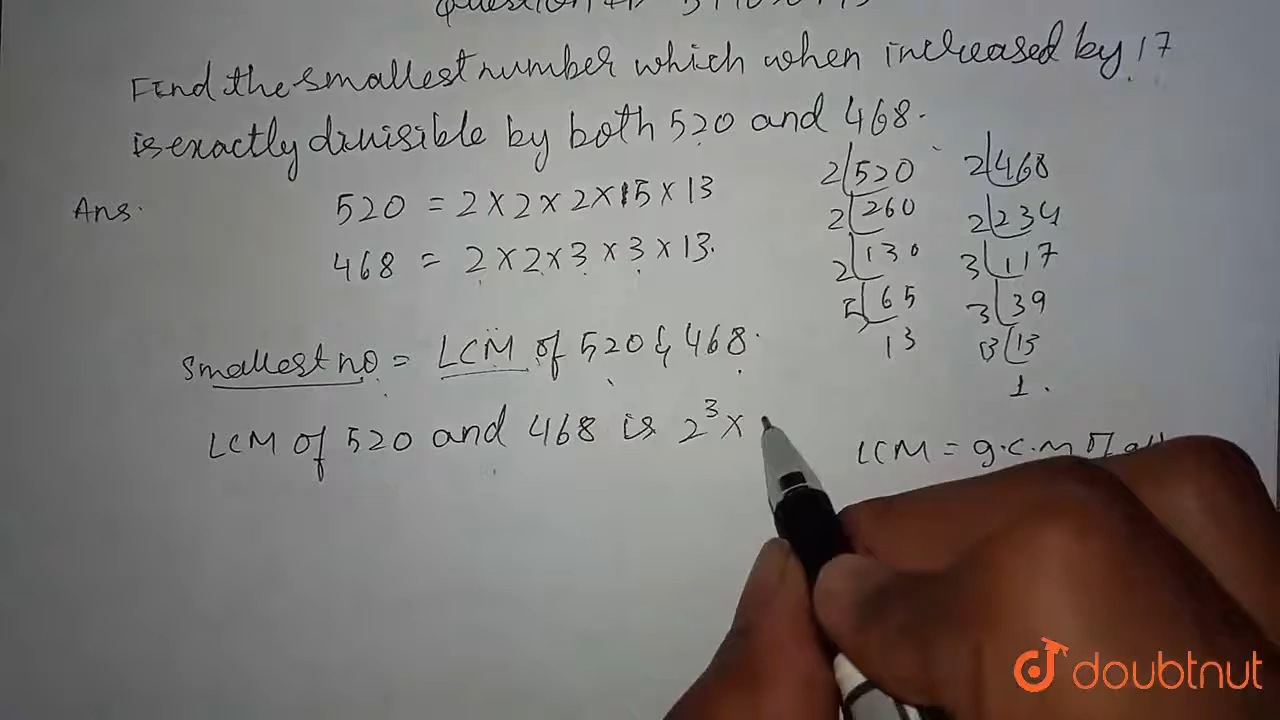 Find the smallest number which when increased by 17
is exactly divisible by both 520 and 468.
Ans.
520 = 2 × 2 × 2 × 5 × 13
468 = 2 × 2 × 3 × 3 × 13.
2 520
2 260
2 130
5 65
13
2 468
2 234
3 117
3 39
13 13
1.
Smallest no = LCM of 520 & 468.
LCM of 520 and 468 is 2³ ×
LCM = g.c.m of
doubtnut